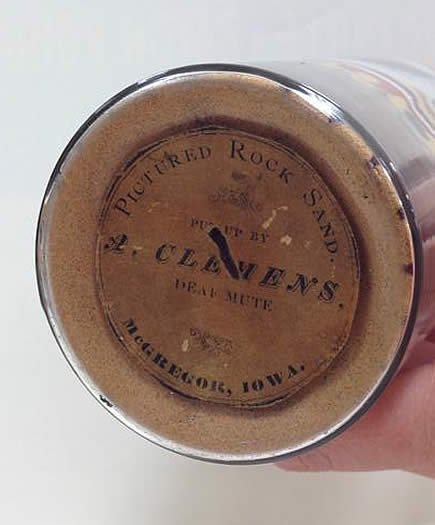 PICTURED ROCK SAND.
PUT UP BY
A. CLEMENS,
DEAF MUTE
McGREGOR, IOWA.